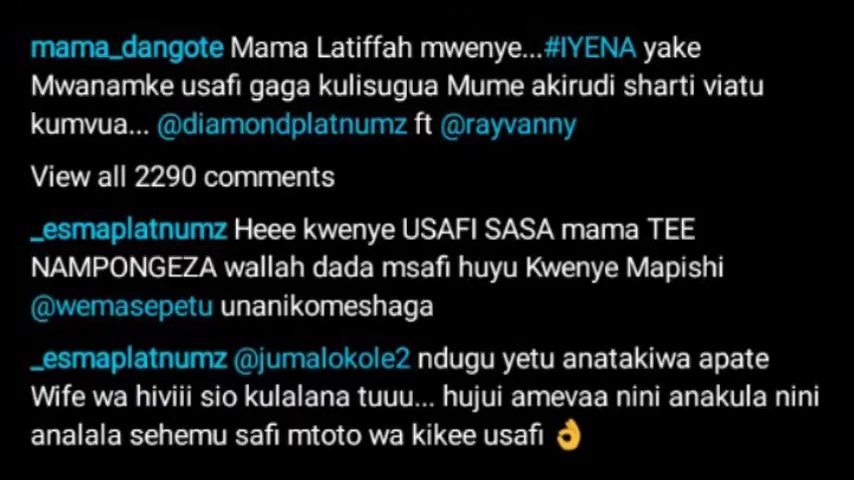 mama_dangote Mama Latiffah mwenye...#IYENA yake
Mwanamke usafi gaga kulisugua Mume akirudi sharti viatu
kumvua... @diamondplatnumz ft @rayvanny
View all 2290 comments
_esmaplatnumz Heee kwenye USAFI SASA mama TEE
NAMPONGEZA wallah dada msafi huyu Kwenye Mapishi
@wemasepetu unanikomeshaga
_esmaplatnumz @jumalokole2 ndugu yetu anatakiwa apate
Wife wa hiviii sio kulalana tuuu... hujui amevaa nini anakula nini
analala sehemu safi mtoto wa kikee usafi 👌